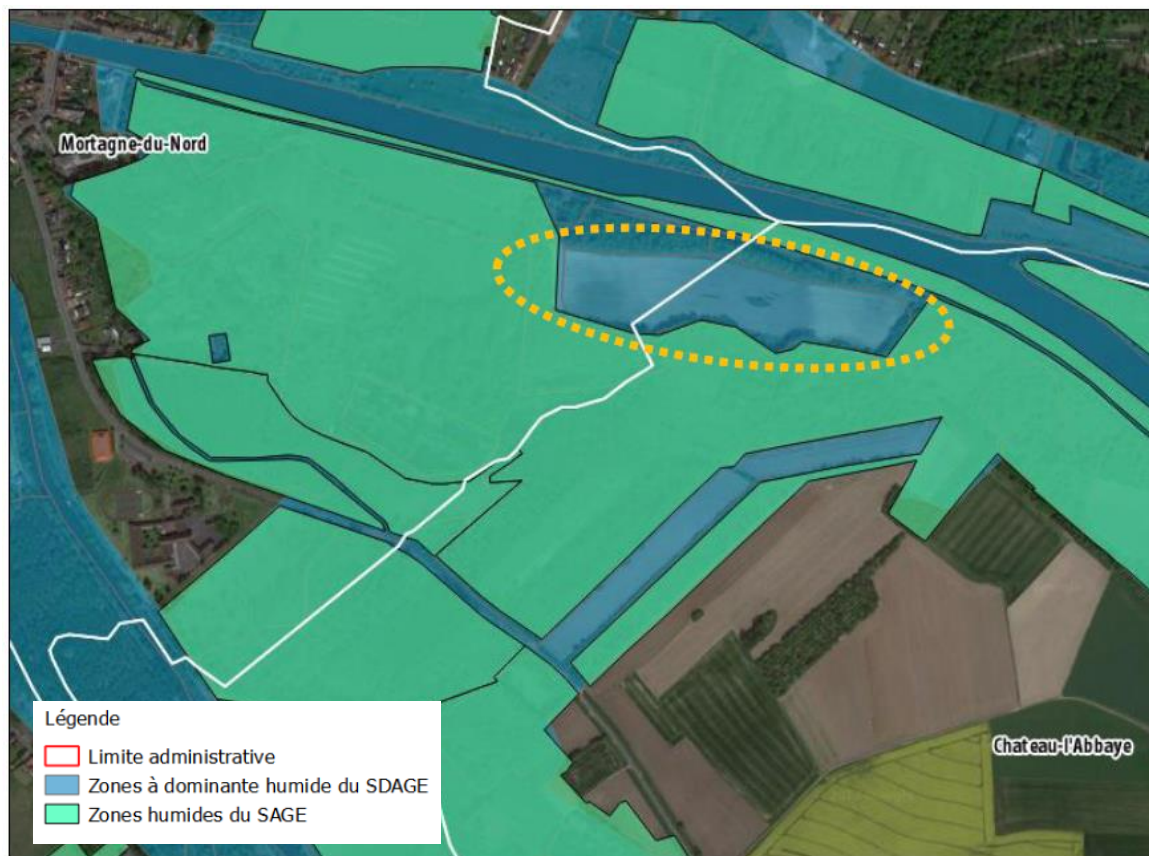 Mortagne-du-Nord
Chateau-l'Abbaye
Légende
Limite administrative
Zones à dominante humide du SDAGE
Zones humides du SAGE